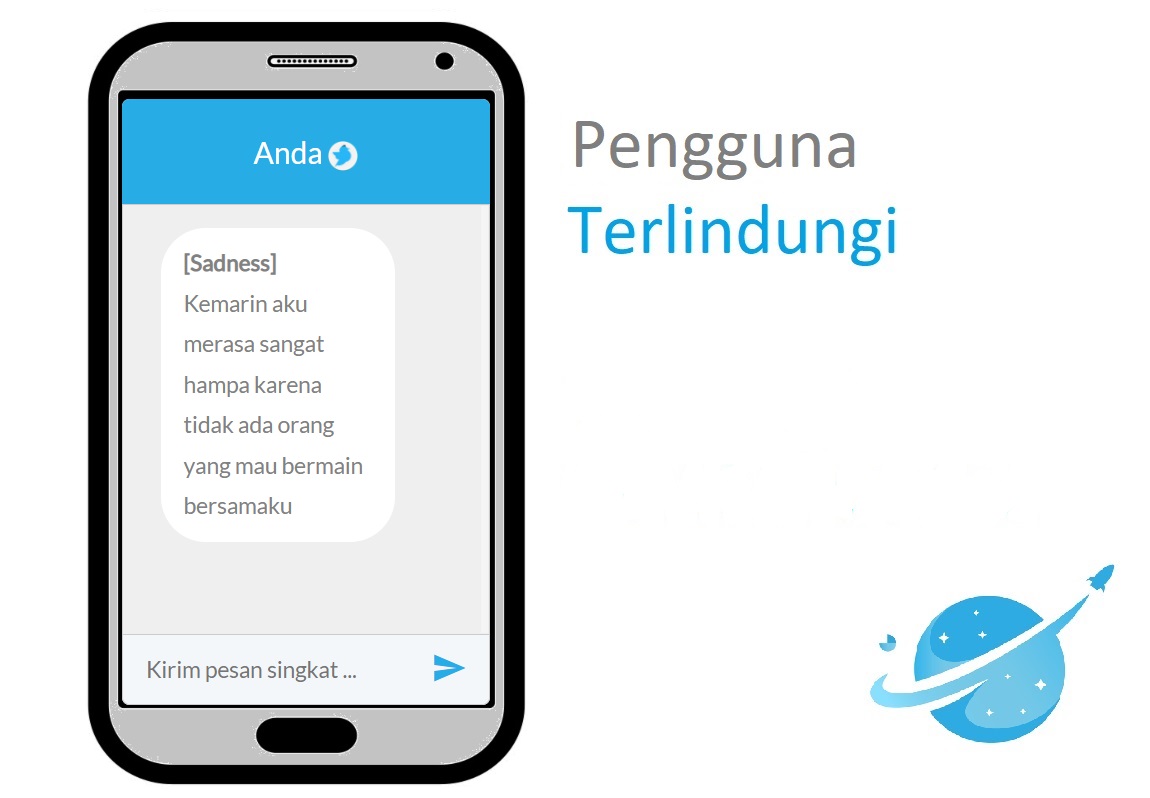 Anda
[Sadness]
Kemarin aku
merasa sangat
hampa karena
tidak ada orang
yang mau bermain
bersamaku
Kirim pesan singkat ...
Pengguna
Terlindungi